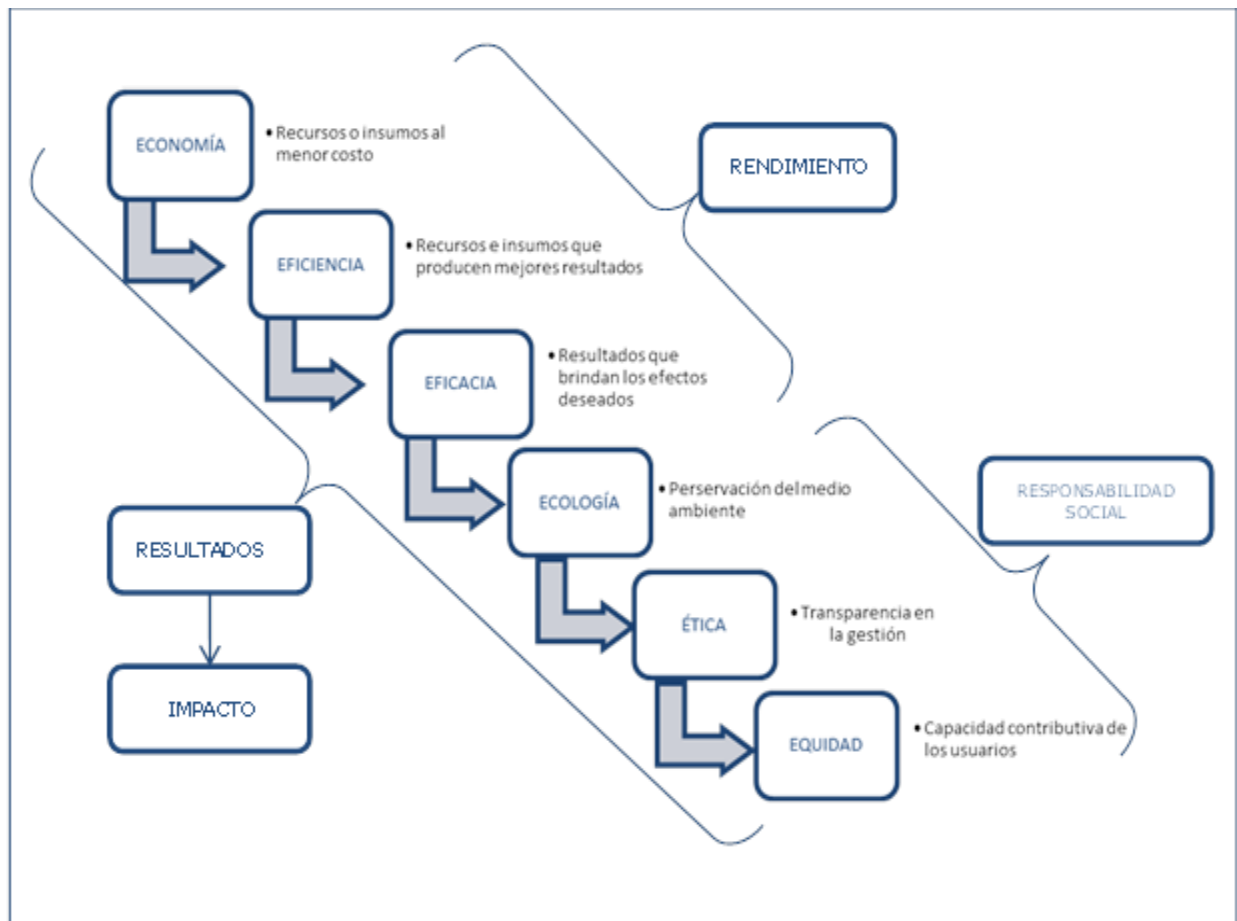 ECONOMÍA
• Recursos o insumos al
menor costo
RENDIMIENTO
EFICIENCIA
• Recursos e insumos que
producen mejores resultados
EFICACIA
• Resultados que
brindan los efectos
deseados
ECOLOGÍA
• Perservación del medio
ambiente
RESPONSABILIDAD
SOCIAL
RESULTADOS
ÉTICA
• Transparencia en
la gestión
IMPACTO
EQUIDAD
• Capacidad contributiva de
los usuarios